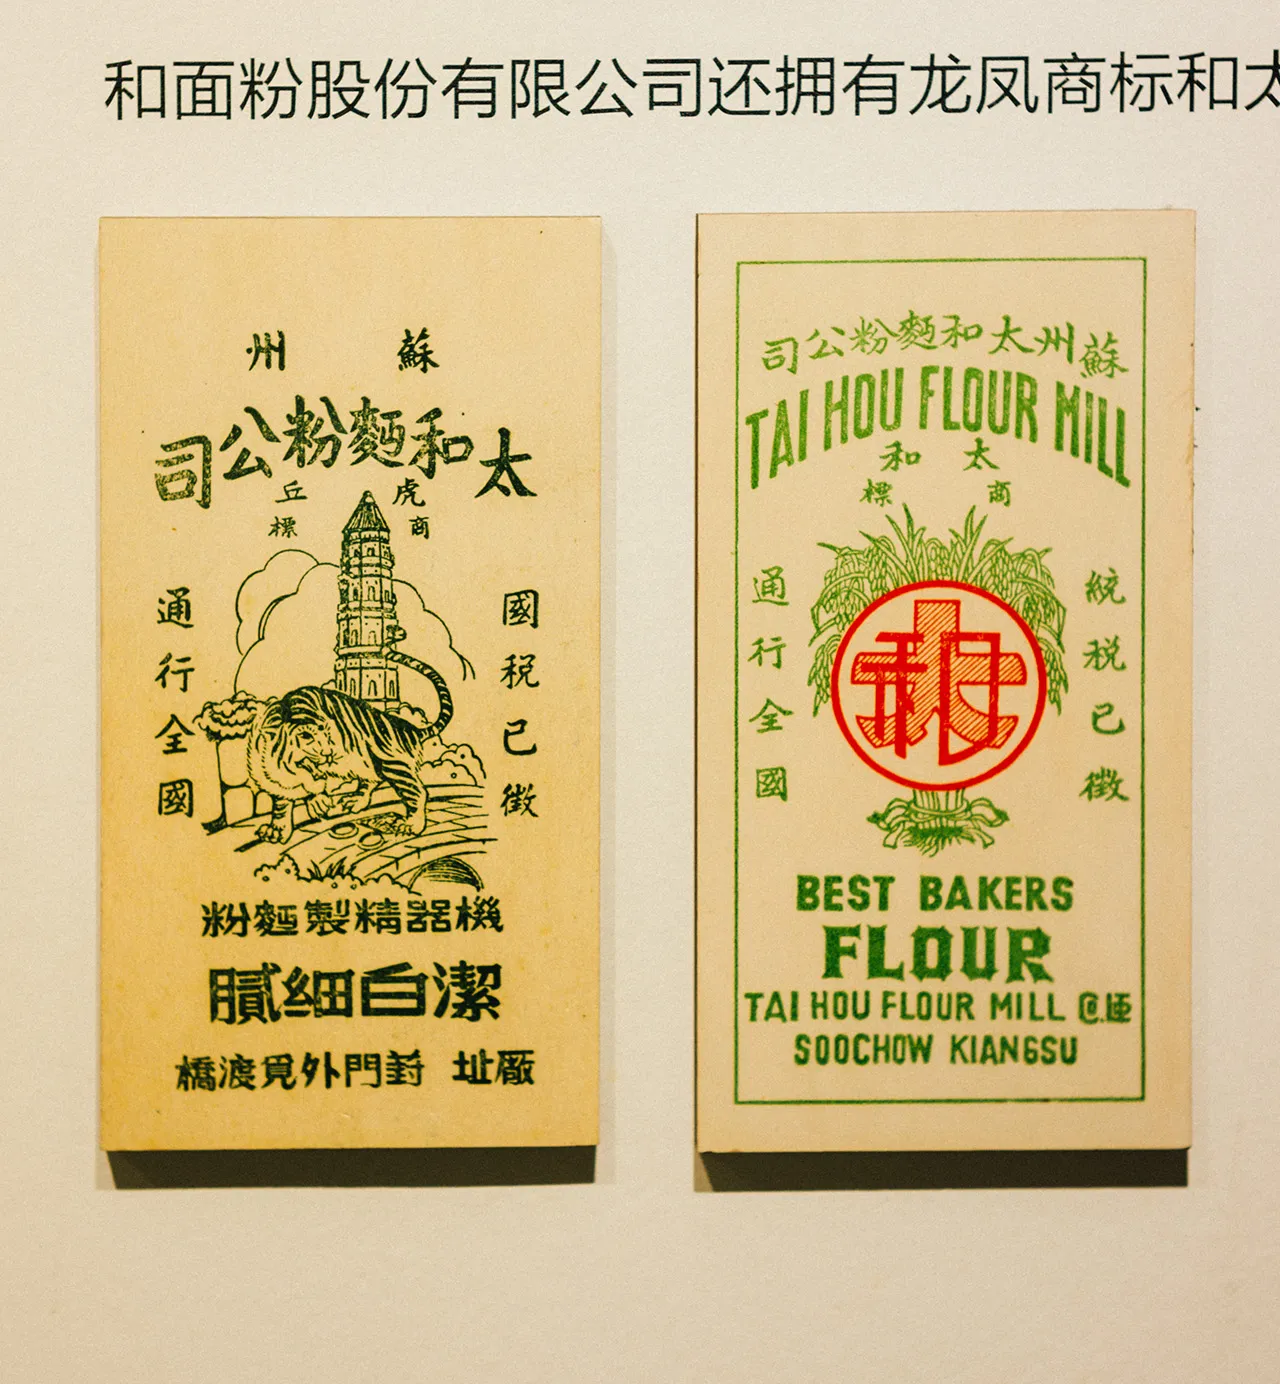 和面粉股份有限公司还拥有龙凤商标和太
蘇州
太和麵粉公司
虎丘
商標
國稅已徵
通行全國
機器精製麵粉
潔白細膩
廠址 葑門外覓渡橋
蘇州太和麵粉公司
TAI HOU FLOUR MILL
太和
商標
統稅已徵
通行全國
太和
BEST BAKERS
FLOUR
TAI HOU FLOUR MILL
SOOCHOW KIANGSU